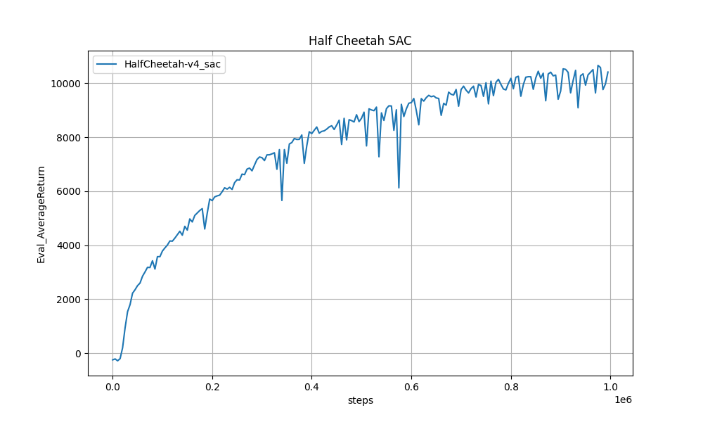 Half Cheetah SAC
HalfCheetah-v4_sac
Eval_AverageReturn
10000
8000
6000
4000
2000
0
0.0 0.2 0.4 0.6 0.8 1.0
1e6
steps